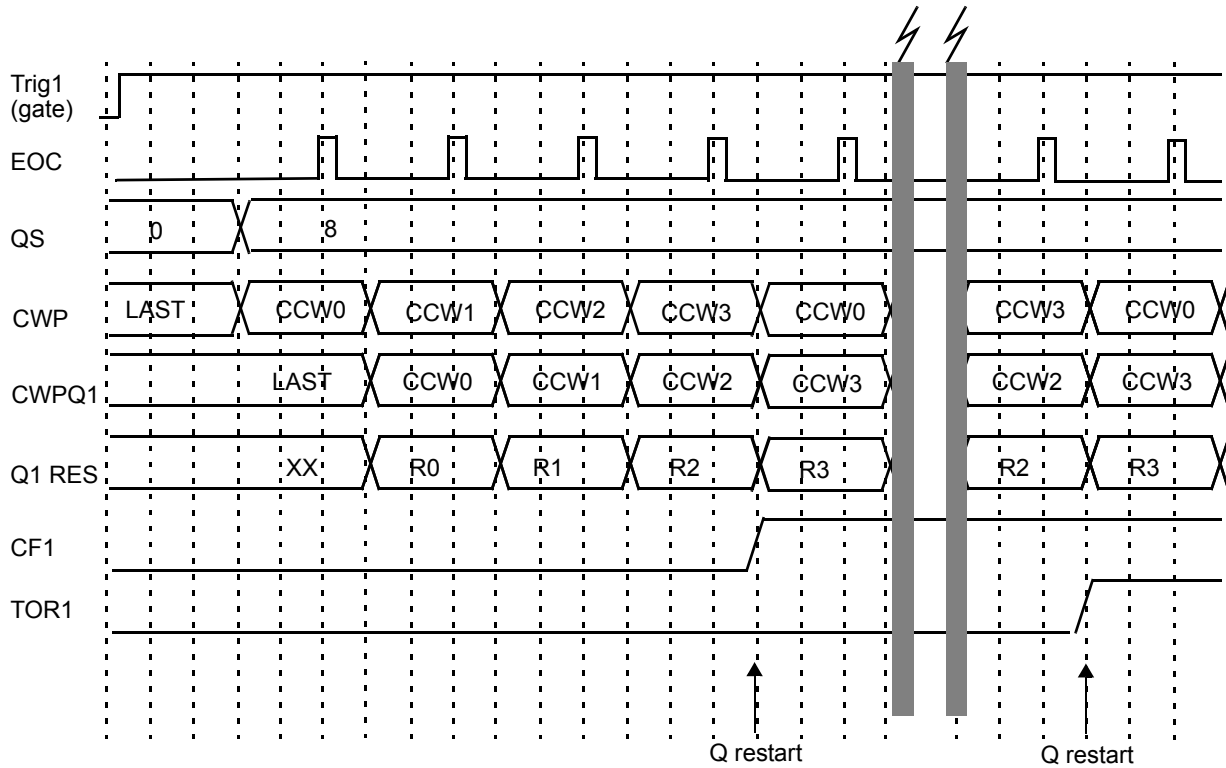 Trig1
(gate)
EOC
QS 0 8
CWP LAST CCW0 CCW1 CCW2 CCW3 CCW0 CCW3 CCW0
CWPQ1 LAST CCW0 CCW1 CCW2 CCW3 CCW2 CCW3
Q1 RES XX R0 R1 R2 R3 R2 R3
CF1
TOR1
Q restart Q restart